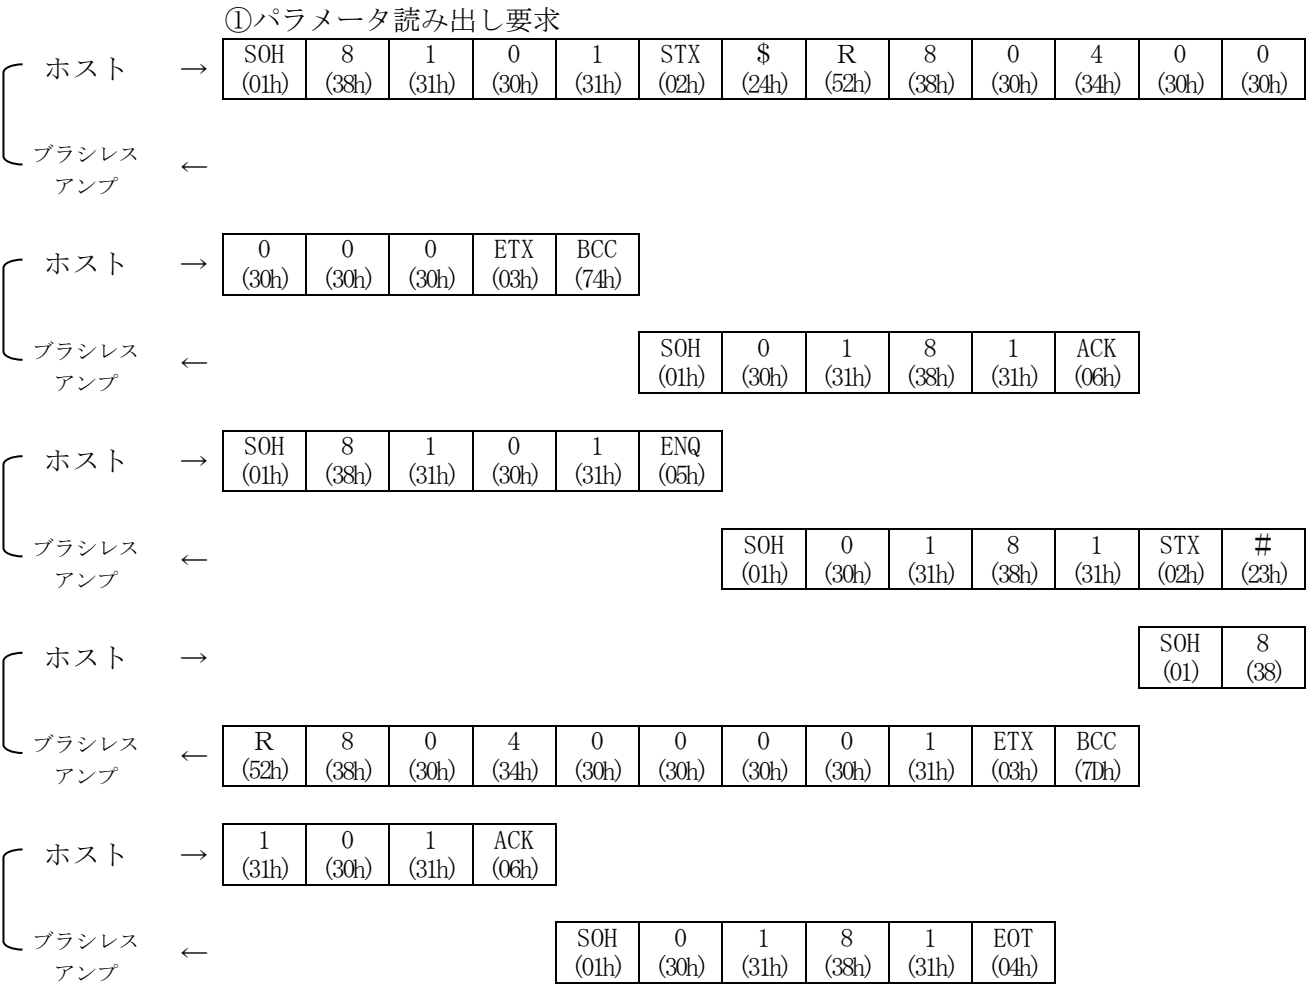 ①パラメータ読み出し要求
ホスト → SOH 8 1 0 1 STX $ R 8 0 4 0 0
(01h) (38h) (31h) (30h) (31h) (02h) (24h) (52h) (38h) (30h) (34h) (30h) (30h)
ブラシレス ←
アンプ
ホスト → 0 0 0 ETX BCC
(30h) (30h) (30h) (03h) (74h)
ブラシレス ← SOH 0 1 8 1 ACK
アンプ (01h) (30h) (31h) (38h) (31h) (06h)
ホスト → SOH 8 1 0 1 ENQ
(01h) (38h) (31h) (30h) (31h) (05h)
ブラシレス ← SOH 0 1 8 1 STX #
アンプ (01h) (30h) (31h) (38h) (31h) (02h) (23h)
ホスト → SOH 8
(01) (38)
ブラシレス ← R 8 0 4 0 0 0 0 1 ETX BCC
アンプ (52h) (38h) (30h) (34h) (30h) (30h) (30h) (30h) (31h) (03h) (7Dh)
ホスト → 1 0 1 ACK
(31h) (30h) (31h) (06h)
ブラシレス ← SOH 0 1 8 1 EOT
アンプ (01h) (30h) (31h) (38h) (31h) (04h)